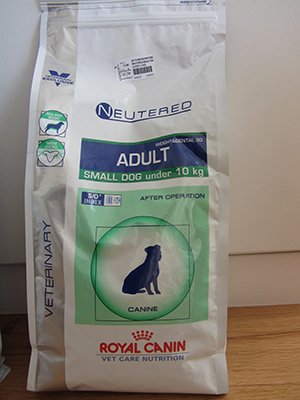 NEUTERED
WEIGHT&DENTAL 30
ADULT
SMALL DOG under 10 kg
S/O
INDEX
AFTER OPERATION
VETERINARY
CANINE
ROYAL CANIN
VET CARE NUTRITION